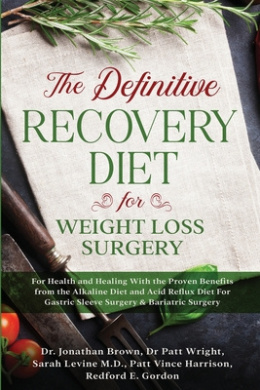 The Definitive
RECOVERY
DIET
for
WEIGHT LOSS
SURGERY
For Health and Healing With the Proven Benefits
from the Alkaline Diet and Acid Reflux Diet For
Gastric Sleeve Surgery & Bariatric Surgery
Dr. Jonathan Brown, Dr Patt Wright,
Sarah Levine M.D., Patt Vince Harrison,
Redford E. Gordon